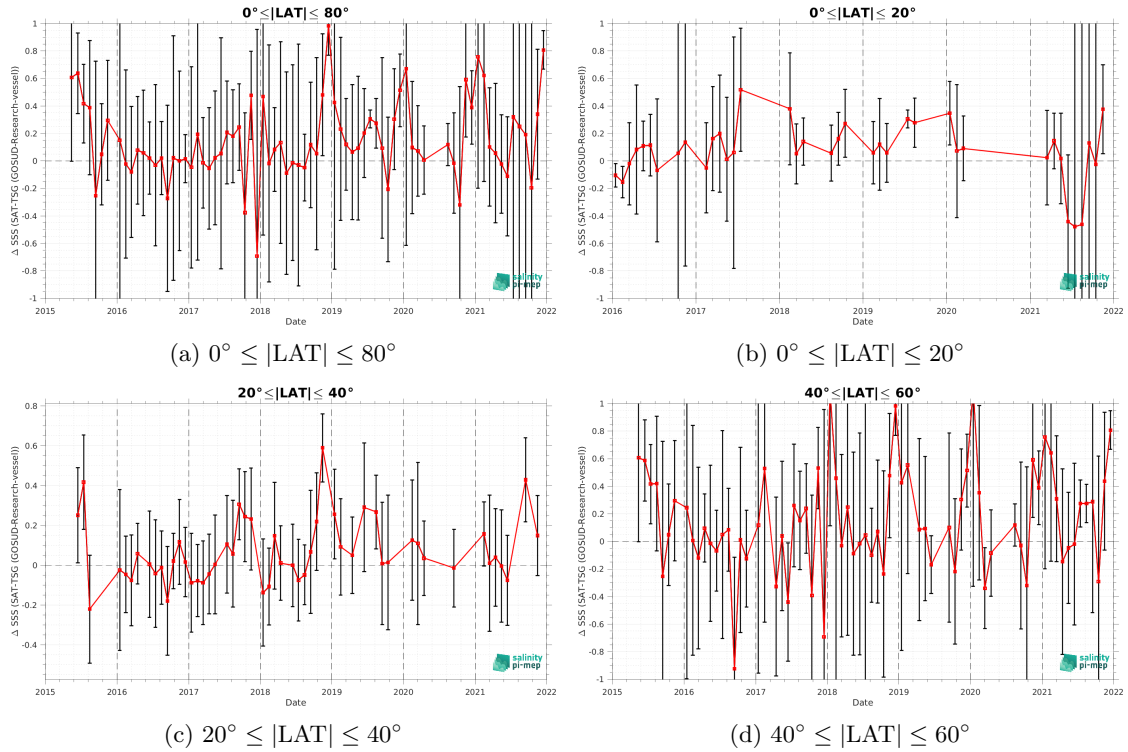 0°≤|LAT|≤ 80°
Δ SSS (SAT-TSG (GOSUD-Research-vessel))
1
0.8
0.6
0.4
0.2
0
-0.2
-0.4
-0.6
-0.8
-1
salinity
pi-mep
2015 2016 2017 2018 2019 2020 2021 2022
Date
(a) 0° ≤ |LAT| ≤ 80°
0°≤|LAT|≤ 20°
Δ SSS (SAT-TSG (GOSUD-Research-vessel))
1
0.8
0.6
0.4
0.2
0
-0.2
-0.4
-0.6
-0.8
-1
salinity
pi-mep
2016 2017 2018 2019 2020 2021 2022
Date
(b) 0° ≤ |LAT| ≤ 20°
20°≤|LAT|≤ 40°
Δ SSS (SAT-TSG (GOSUD-Research-vessel))
0.8
0.6
0.4
0.2
0
-0.2
-0.4
salinity
pi-mep
2015 2016 2017 2018 2019 2020 2021 2022
Date
(c) 20° ≤ |LAT| ≤ 40°
40°≤|LAT|≤ 60°
Δ SSS (SAT-TSG (GOSUD-Research-vessel))
1
0.8
0.6
0.4
0.2
0
-0.2
-0.4
-0.6
-0.8
-1
salinity
pi-mep
2015 2016 2017 2018 2019 2020 2021 2022
Date
(d) 40° ≤ |LAT| ≤ 60°